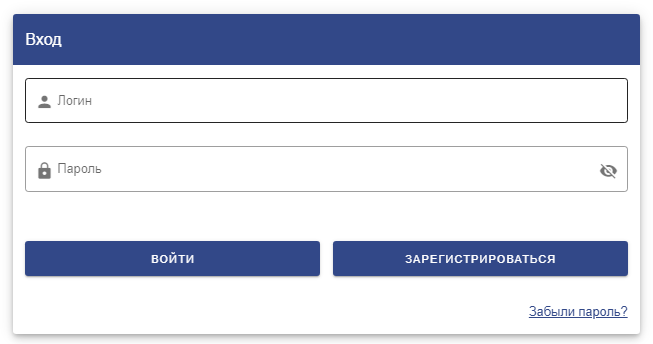 Вход
Логин
Пароль
ВОЙТИ ЗАРЕГИСТРИРОВАТЬСЯ
Забыли пароль?